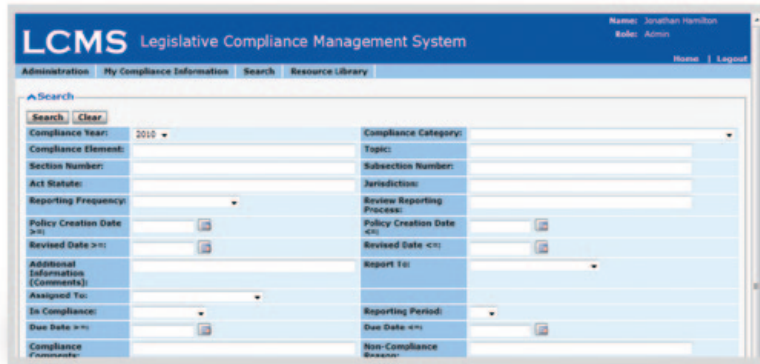 Name: Jonathan Hamilton
Role: Admin
LCMS Legislative Compliance Management System
Home | Logout
Administration My Compliance Information Search Resource Library
Search
Search Clear
Compliance Year: 2010 Compliance Category:
Compliance Element: Topic:
Section Number: Subsection Number:
Act Statute: Jurisdiction:
Reporting Frequency: Review Reporting
Process:
Policy Creation Date Policy Creation Date
>=: <=:
Revised Date >=: Revised Date <=:
Additional Report To:
Information
(Comments):
Assigned To:
In Compliance: Reporting Period:
Due Date >=: Due Date <=:
Compliance Non-Compliance
Comments: Reason: